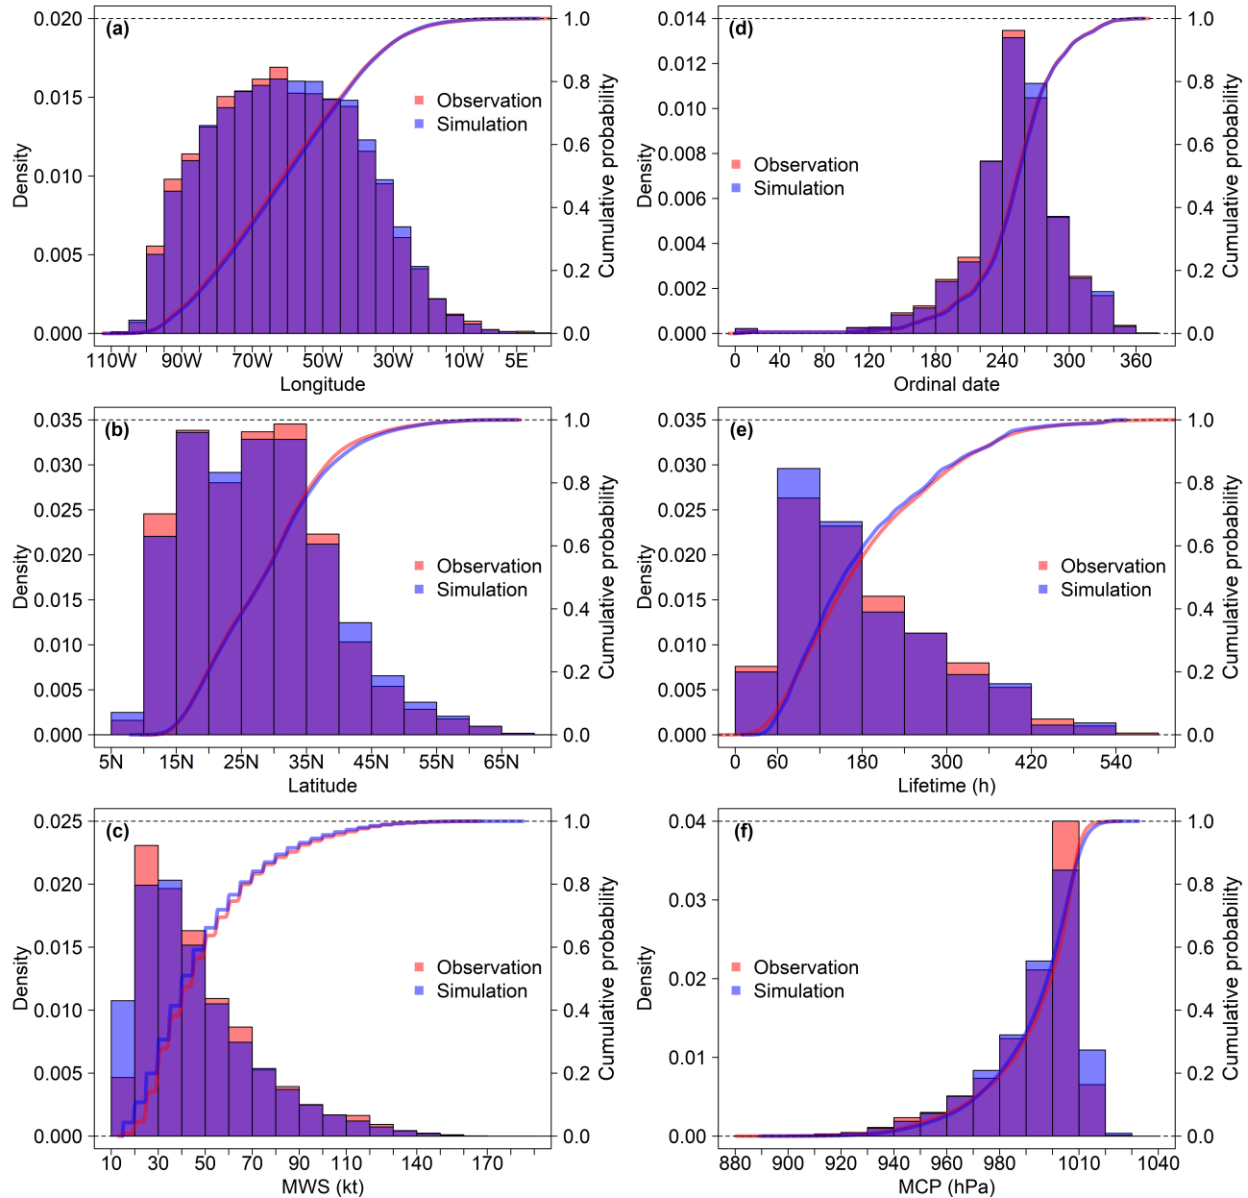 (a)
0.020
0.015
0.010
0.005
0.000
Density
1.0
0.8
0.6
0.4
0.2
0.0
Cumulative probability
Observation
Simulation
110W 90W 70W 50W 30W 10W 5E
Longitude
(d)
0.014
0.012
0.010
0.008
0.006
0.004
0.002
0.000
Density
1.0
0.8
0.6
0.4
0.2
0.0
Cumulative probability
Observation
Simulation
0 40 80 120 180 240 300 360
Ordinal date
(b)
0.035
0.030
0.025
0.020
0.015
0.010
0.005
0.000
Density
1.0
0.8
0.6
0.4
0.2
0.0
Cumulative probability
Observation
Simulation
5N 15N 25N 35N 45N 55N 65N
Latitude
(e)
0.035
0.030
0.025
0.020
0.015
0.010
0.005
0.000
Density
1.0
0.8
0.6
0.4
0.2
0.0
Cumulative probability
Observation
Simulation
0 60 180 300 420 540
Lifetime (h)
(c)
0.025
0.020
0.015
0.010
0.005
0.000
Density
1.0
0.8
0.6
0.4
0.2
0.0
Cumulative probability
Observation
Simulation
10 30 50 70 90 110 140 170
MWS (kt)
(f)
0.04
0.03
0.02
0.01
0.00
Density
1.0
0.8
0.6
0.4
0.2
0.0
Cumulative probability
Observation
Simulation
880 900 920 940 960 980 1010 1040
MCP (hPa)